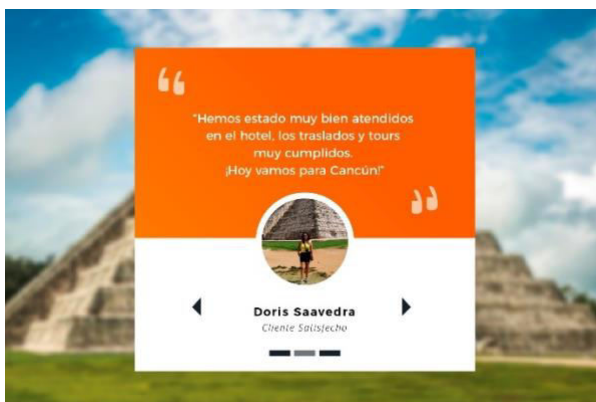 "Hemos estado muy bien atendidos
en el hotel, los traslados y tours
muy cumplidos.
¡Hoy vamos para Cancún!"
Doris Saavedra
Cliente Satisfecho